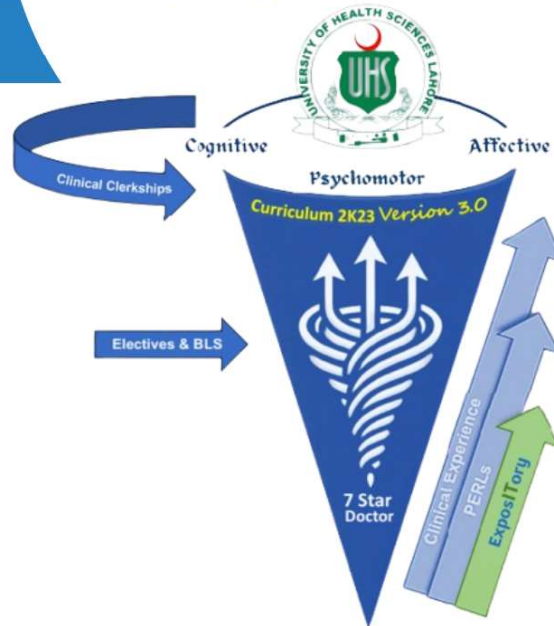 UNIVERSITY OF HEALTH SCIENCES LAHORE
UHS
Cognitive
Affective
Psychomotor
Clinical Clerkships
Curriculum 2K23 Version 3.0
Electives & BLS
7 Star
Doctor
Clinical Experience
PERLs
ExposITory